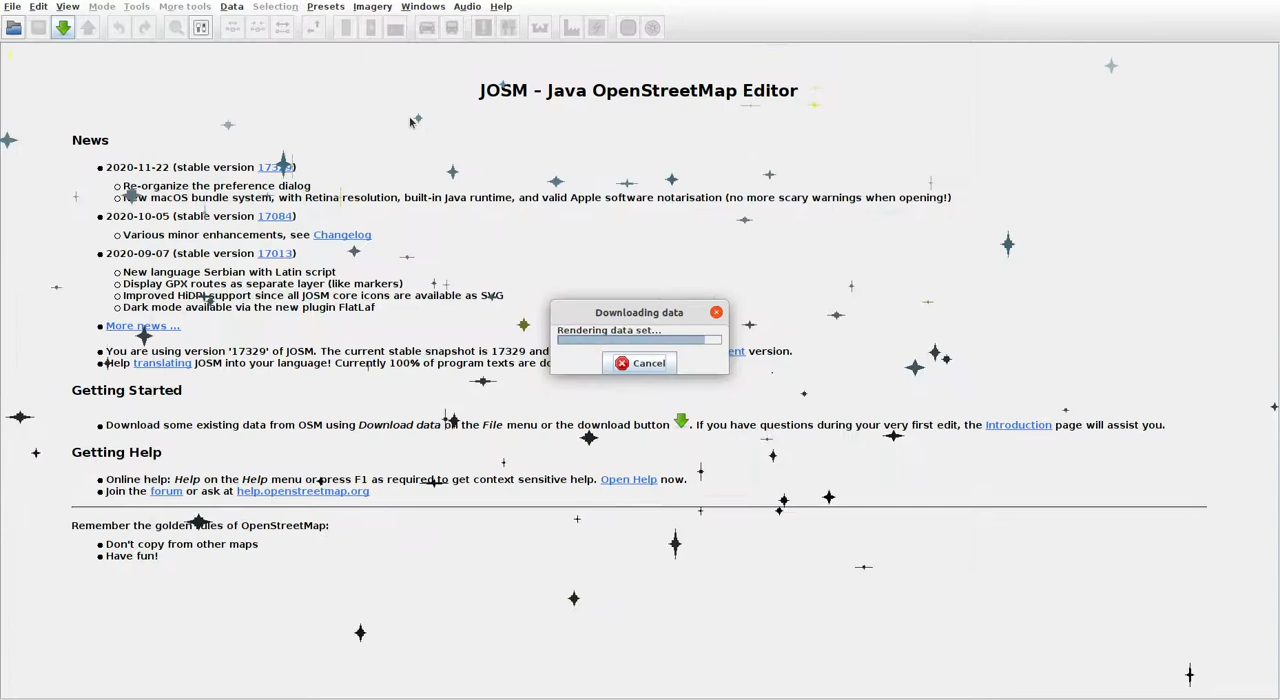 File Edit View Mode Tools More tools Data Selection Presets Imagery Windows Audio Help
JOSM – Java OpenStreetMap Editor
News
2020-11-22 (stable version 17329)
Re-organize the preference dialog
New macOS bundle system, with Retina resolution, built-in Java runtime, and valid Apple software notarisation (no more scary warnings when opening!)
2020-10-05 (stable version 17084)
Various minor enhancements, see Changelog
2020-09-07 (stable version 17013)
New language Serbian with Latin script
Display GPX routes as separate layer (like markers)
Improved HiDPI support since all JOSM core icons are available as SVG
Dark mode available via the new plugin FlatLaf
More news ...
You are using version '17329' of JOSM. The current stable snapshot is 17329 and
ent version.
Help translating JOSM into your language! Currently 100% of program texts are do
Downloading data
Rendering data set...
Cancel
Getting Started
Download some existing data from OSM using Download data on the File menu or the download button . If you have questions during your very first edit, the Introduction page will assist you.
Getting Help
Online help: Help on the Help menu or press F1 as required to get context sensitive help. Open Help now.
Join the forum or ask at help.openstreetmap.org
Remember the golden rules of OpenStreetMap:
Don't copy from other maps
Have fun!